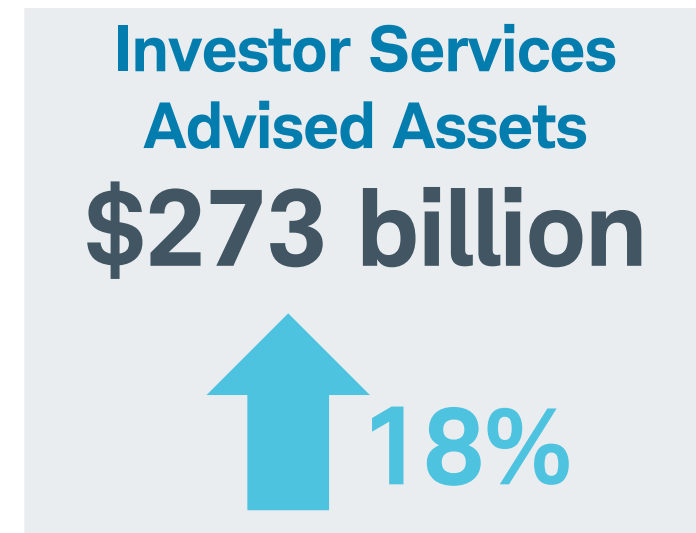 Investor Services
Advised Assets
$273 billion
18%